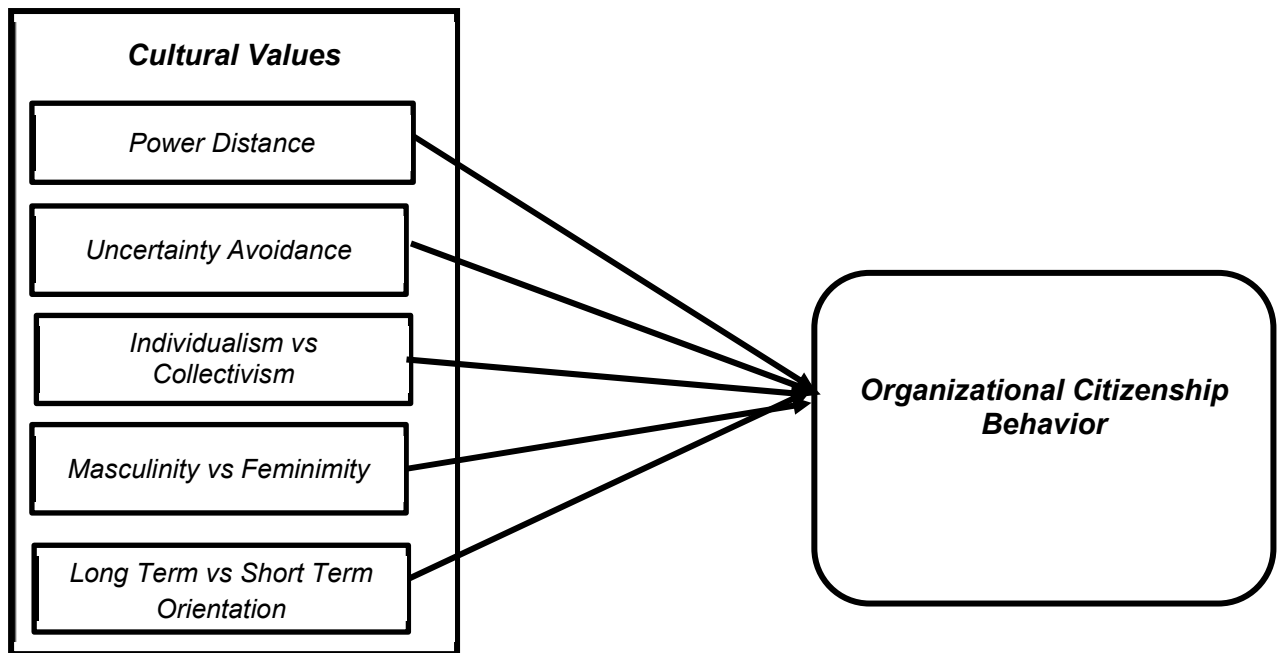 Cultural Values
Power Distance
Uncertainty Avoidance
Individualism vs
Collectivism
Masculinity vs Feminimity
Long Term vs Short Term
Orientation
Organizational Citizenship
Behavior